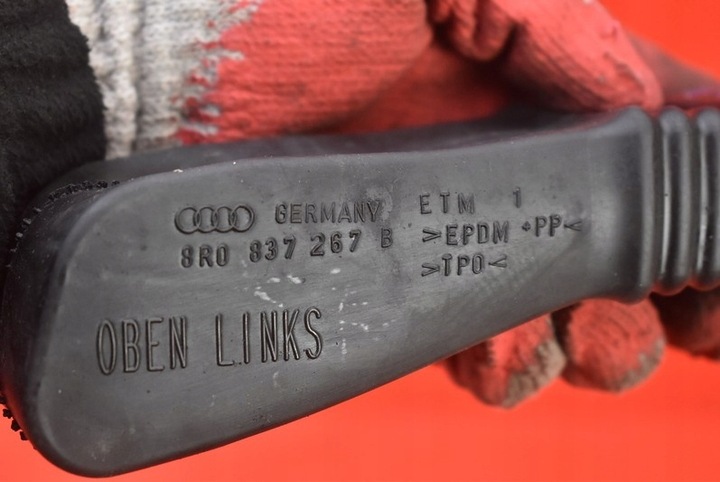 GERMANY
8R0 837 267 B
ETM 1
>EPDM +PP<
>TPO<
OBEN LINKS